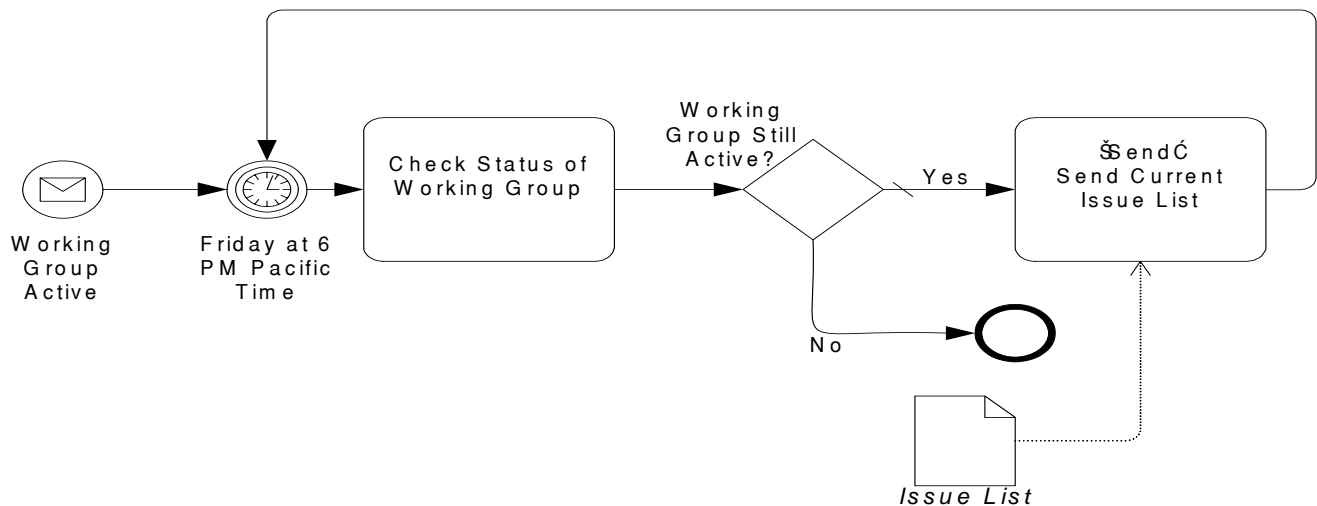 Working
Group
Active
Friday at 6
PM Pacific
Time
Check Status of
Working Group
Working
Group Still
Active?
Yes
No
ŠSendĆ
Send Current
Issue List
Issue List